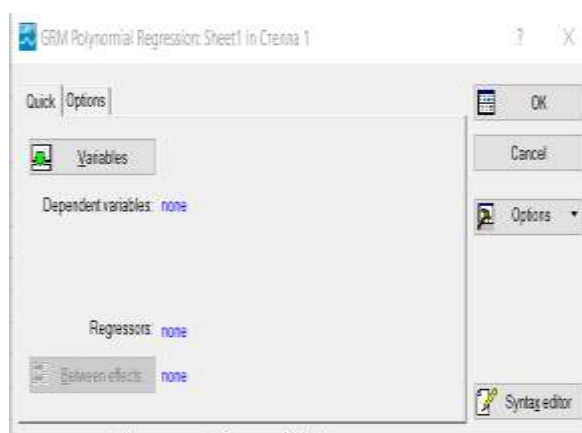 GRM Polynomial Regression: Sheet1 in Стелла 1 ? X
Quick Options
OK
Variables
Cancel
Dependent variables: none
Options
Regressors: none
Between effects none
Syntax editor